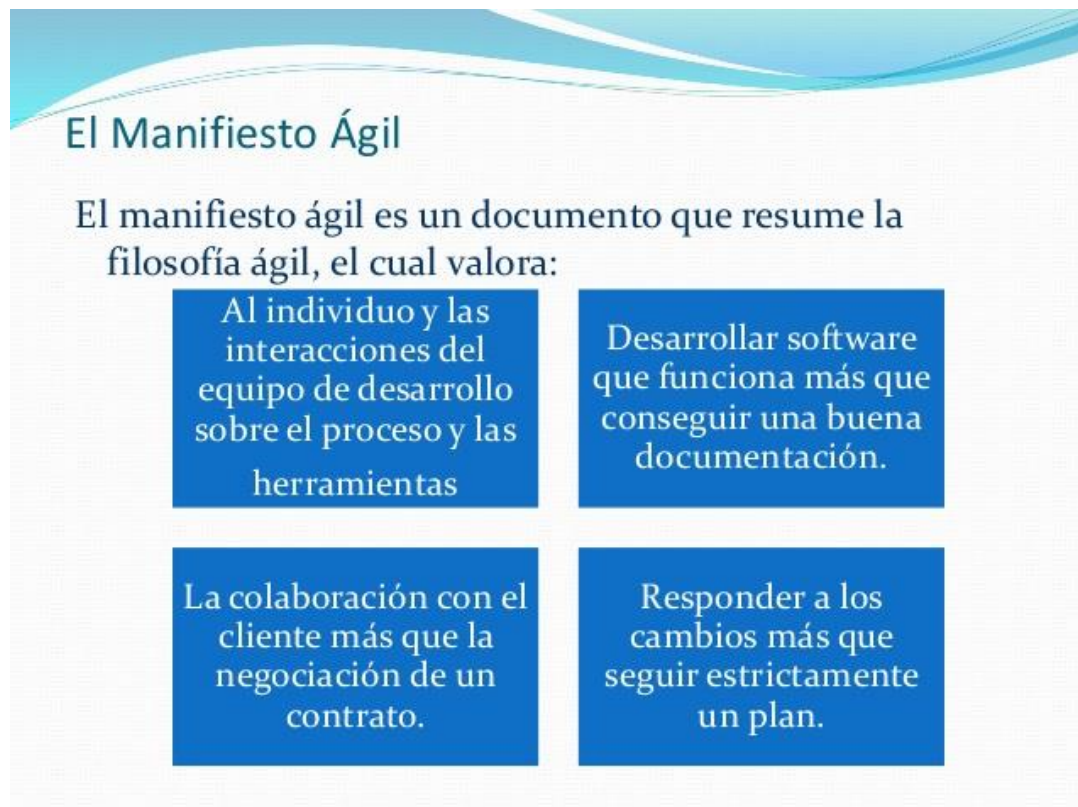 El Manifiesto Ágil
El manifiesto ágil es un documento que resume la
filosofía ágil, el cual valora:
Al individuo y las
interacciones del
equipo de desarrollo
sobre el proceso y las
herramientas
Desarrollar software
que funciona más que
conseguir una buena
documentación.
La colaboración con el
cliente más que la
negociación de un
contrato.
Responder a los
cambios más que
seguir estrictamente
un plan.